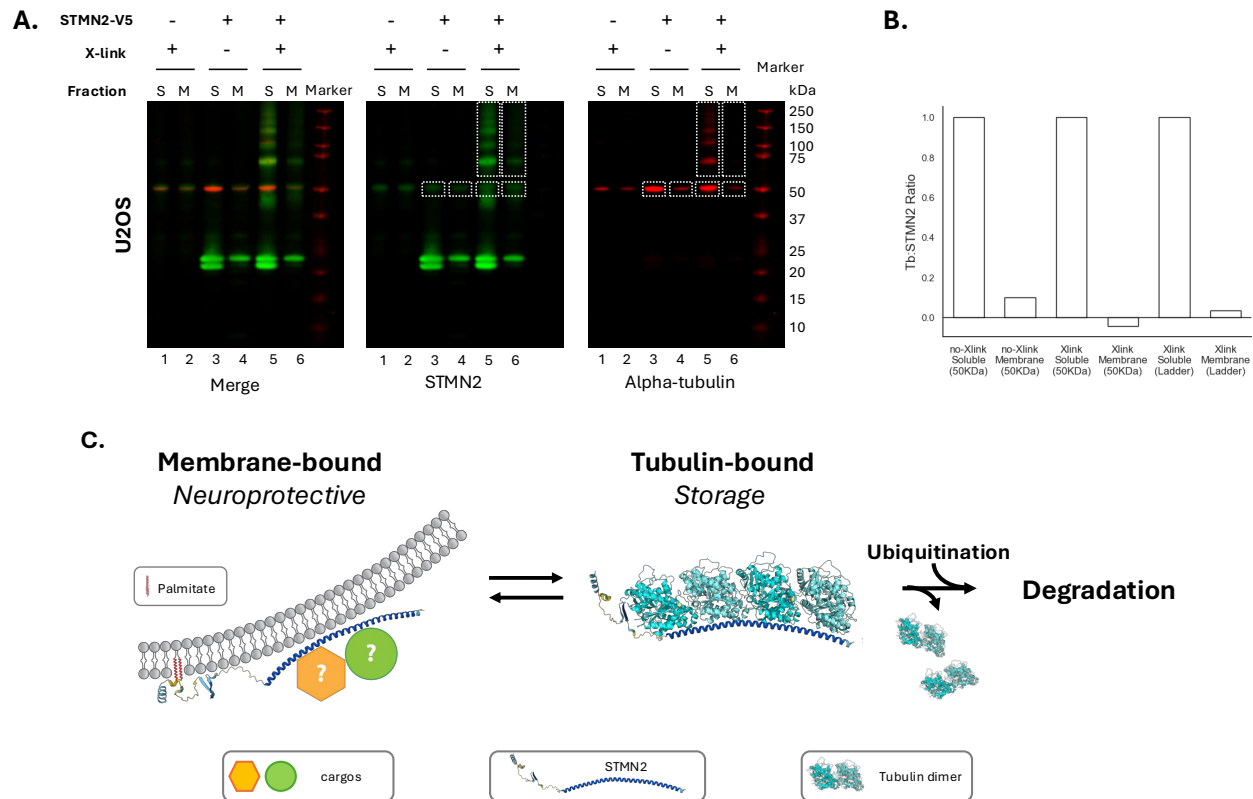 A.
STMN2-V5 - + + - + + - + +
X-link + - + + - + + - +
Marker
Fraction S M S M S M Marker S M S M S M S M S M S M kDa
U2OS
250
150
100
75
50
37
25
20
15
10
1 2 3 4 5 6 1 2 3 4 5 6 1 2 3 4 5 6
Merge STMN2 Alpha-tubulin
B.
Tb:STMN2 Ratio
1.0
0.8
0.6
0.4
0.2
0.0
no-Xlink
Soluble
(50KDa)
no-Xlink
Membrane
(50KDa)
Xlink
Soluble
(50KDa)
Xlink
Membrane
(50KDa)
Xlink
Soluble
(Ladder)
Xlink
Membrane
(Ladder)
C.
Membrane-bound
Neuroprotective
Tubulin-bound
Storage
Palmitate
? ?
Ubiquitination
Degradation
cargos
STMN2
Tubulin dimer